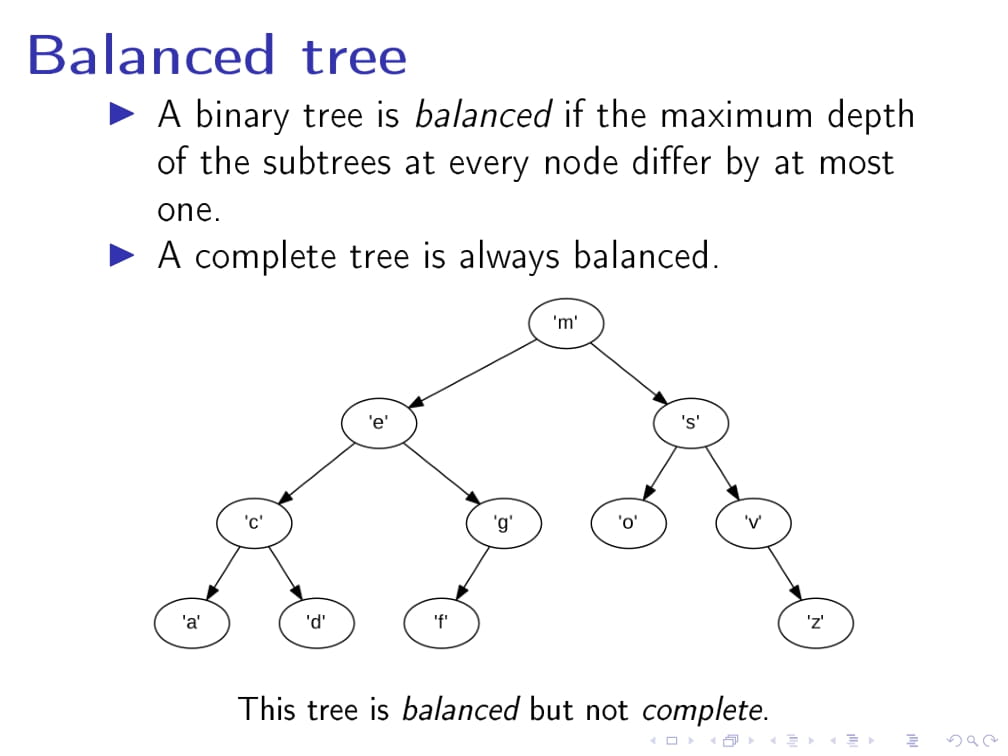 Balanced tree
A binary tree is balanced if the maximum depth
of the subtrees at every node differ by at most
one.
A complete tree is always balanced.
'm'
'e' 's'
'c' 'g' 'o' 'v'
'a' 'd' 'f' 'z'
This tree is balanced but not complete.